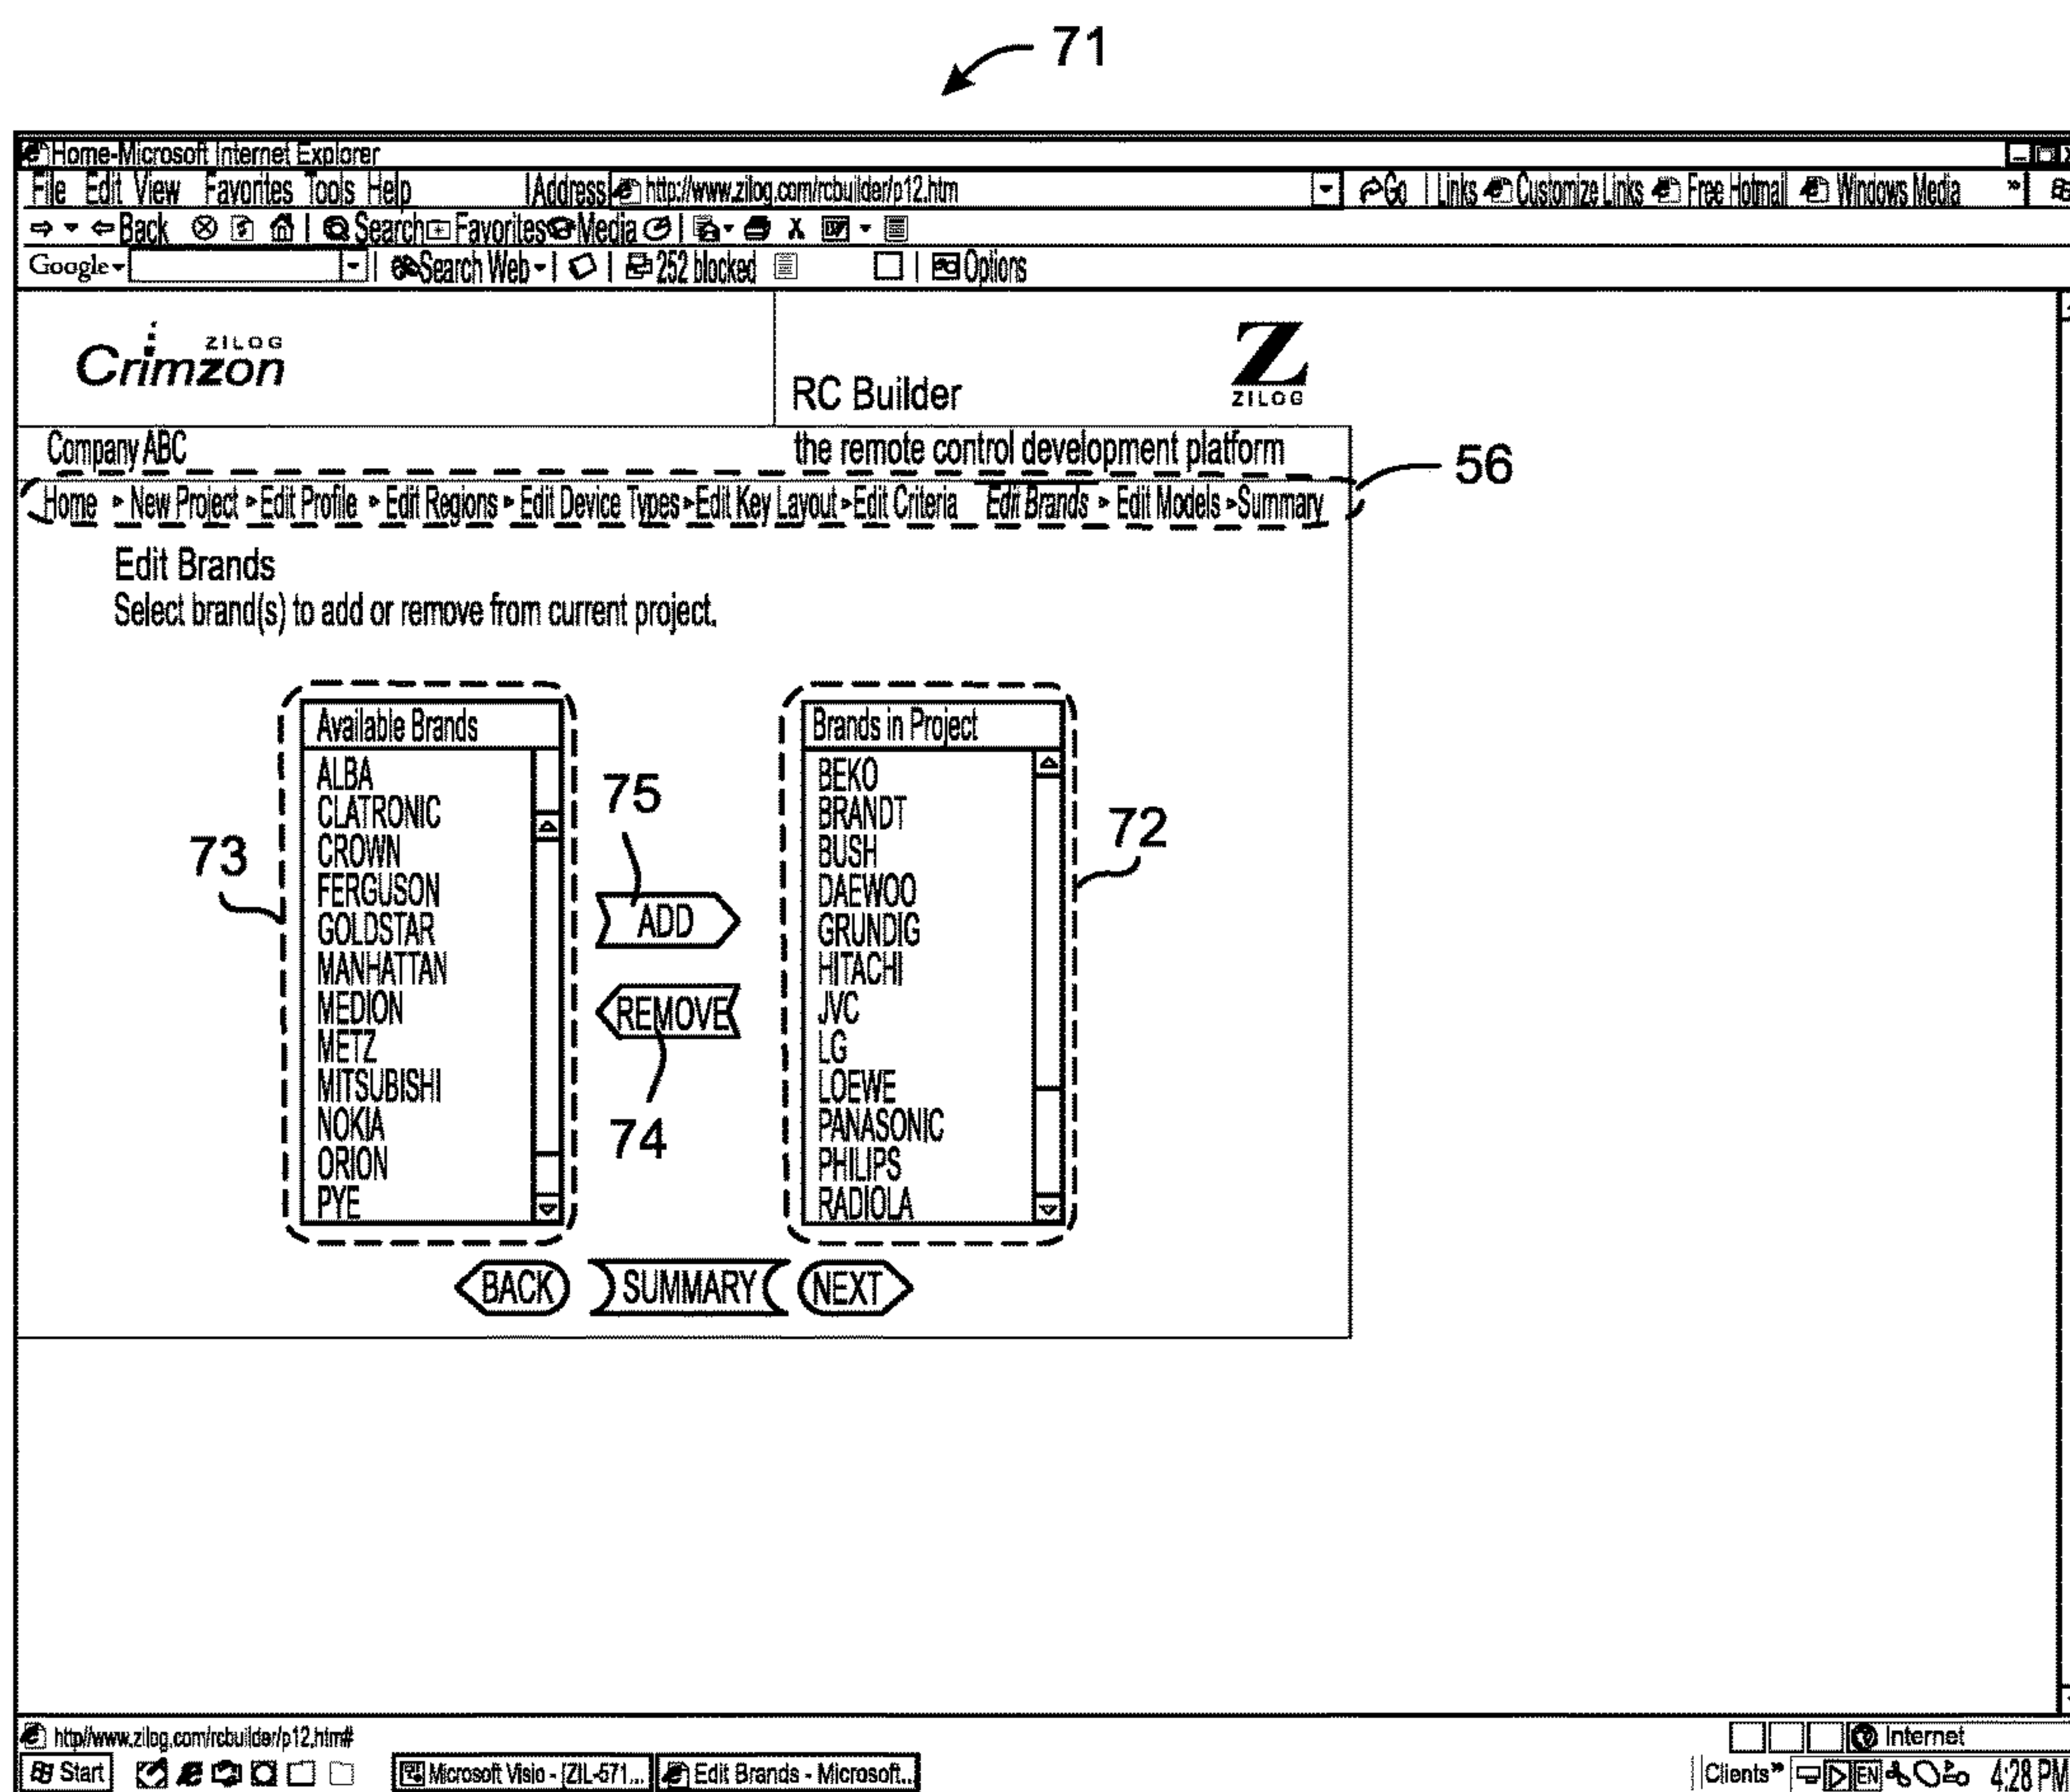 71
Home-Microsoft Internet Explorer
File Edit View Favorites Tools Help Address http://www.zilog.com/rcbuilder/p12.htm Go Links Customize Links Free Hotmail Windows Media »
Back Search Favorites Media
Google Search Web 252 blocked Options
ZILOG
Crimzon
RC Builder
Z
ZILOG
Company ABC the remote control development platform
56
Home ▸ New Project ▸ Edit Profile ▸ Edit Regions ▸ Edit Device Types ▸ Edit Key Layout ▸ Edit Criteria Edit Brands ▸ Edit Models ▸ Summary
Edit Brands
Select brand(s) to add or remove from current project.
Available Brands
ALBA
CLATRONIC
CROWN
FERGUSON
GOLDSTAR
MANHATTAN
MEDION
METZ
MITSUBISHI
NOKIA
ORION
PYE
73
75
ADD
REMOVE
74
Brands in Project
BEKO
BRANDT
BUSH
DAEWOO
GRUNDIG
HITACHI
JVC
LG
LOEWE
PANASONIC
PHILIPS
RADIOLA
72
BACK SUMMARY NEXT
http//www.zilog.com/rcbuilder/p12.htm# Internet
Start Microsoft Visio - [ZIL-571... Edit Brands - Microsoft... Clients » EN 4:28 PM